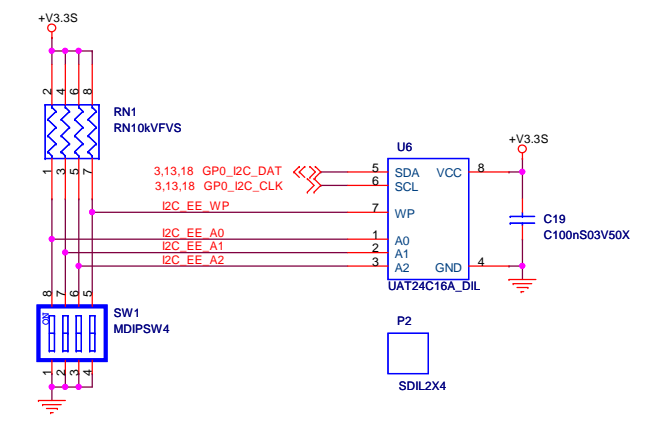 +V3.3S
2 4 6 8
RN1
RN10kVFVS
1 3 5 7
U6
+V3.3S
3,13,18 GP0_I2C_DAT 5 SDA VCC 8
3,13,18 GP0_I2C_CLK 6 SCL
I2C_EE_WP 7 WP
C19
C100nS03V50X
I2C_EE_A0 1 A0
I2C_EE_A1 2 A1
I2C_EE_A2 3 A2 GND 4
UAT24C16A_DIL
8 7 6 5
SW1
MDIPSW4
ON
1 2 3 4
P2
SDIL2X4